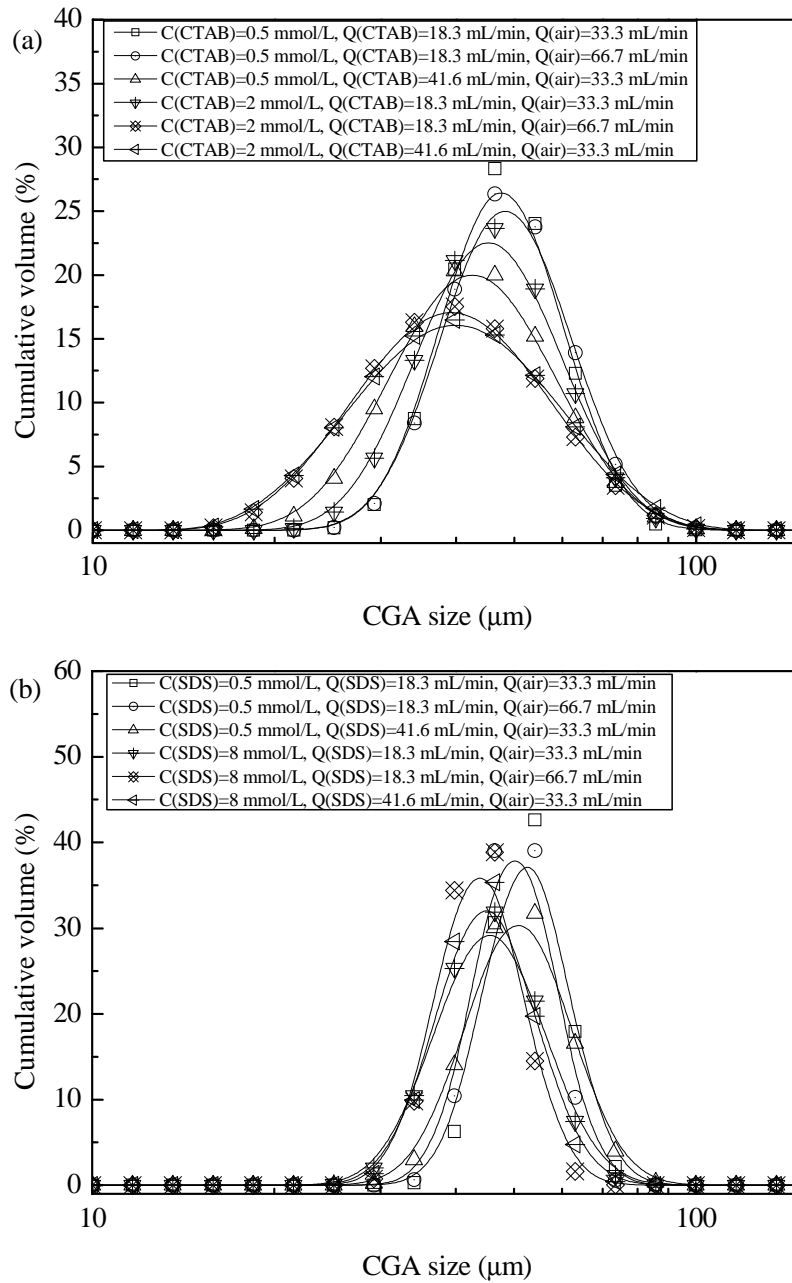 (a)
40
35
30
25
20
15
10
5
0
Cumulative volume (%)
C(CTAB)=0.5 mmol/L, Q(CTAB)=18.3 mL/min, Q(air)=33.3 mL/min
C(CTAB)=0.5 mmol/L, Q(CTAB)=18.3 mL/min, Q(air)=66.7 mL/min
C(CTAB)=0.5 mmol/L, Q(CTAB)=41.6 mL/min, Q(air)=33.3 mL/min
C(CTAB)=2 mmol/L, Q(CTAB)=18.3 mL/min, Q(air)=33.3 mL/min
C(CTAB)=2 mmol/L, Q(CTAB)=18.3 mL/min, Q(air)=66.7 mL/min
C(CTAB)=2 mmol/L, Q(CTAB)=41.6 mL/min, Q(air)=33.3 mL/min
10 100
CGA size (μm)
(b)
60
50
40
30
20
10
0
Cumulative volume (%)
C(SDS)=0.5 mmol/L, Q(SDS)=18.3 mL/min, Q(air)=33.3 mL/min
C(SDS)=0.5 mmol/L, Q(SDS)=18.3 mL/min, Q(air)=66.7 mL/min
C(SDS)=0.5 mmol/L, Q(SDS)=41.6 mL/min, Q(air)=33.3 mL/min
C(SDS)=8 mmol/L, Q(SDS)=18.3 mL/min, Q(air)=33.3 mL/min
C(SDS)=8 mmol/L, Q(SDS)=18.3 mL/min, Q(air)=66.7 mL/min
C(SDS)=8 mmol/L, Q(SDS)=41.6 mL/min, Q(air)=33.3 mL/min
10 100
CGA size (μm)